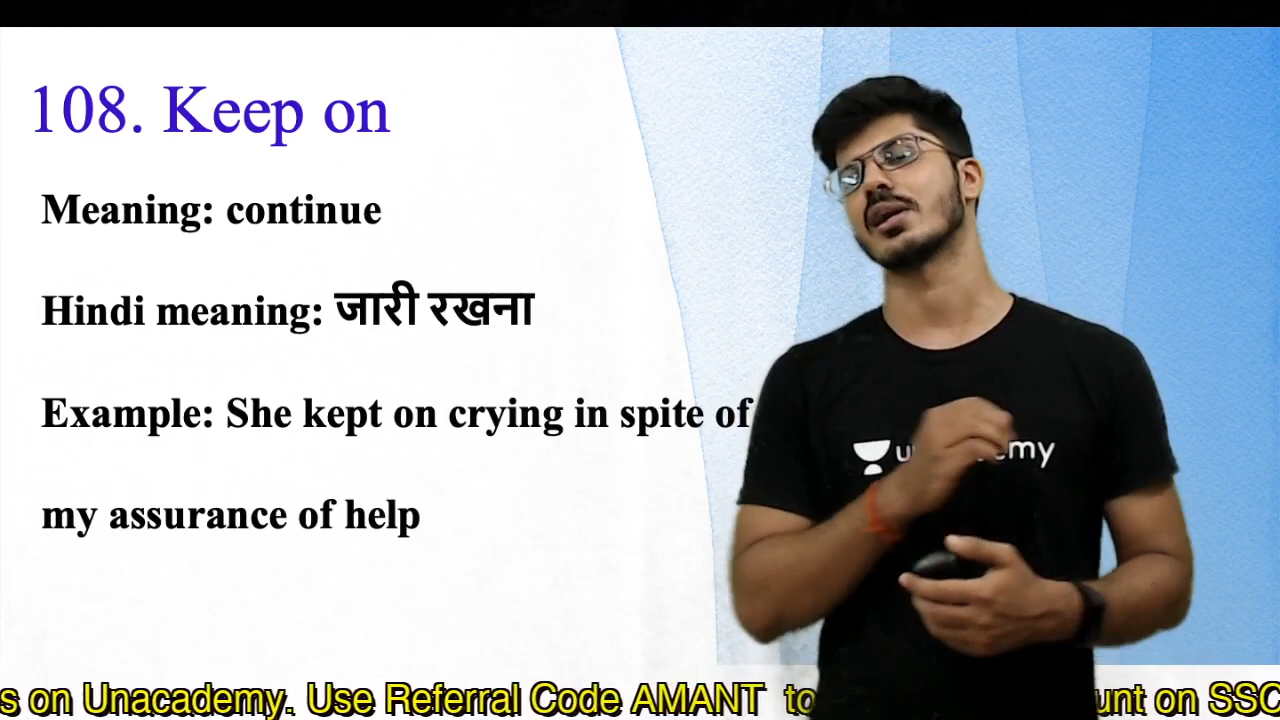 108. Keep on
Meaning: continue
Hindi meaning: जारी रखना
Example: She kept on crying in spite of
my assurance of help
s on Unacademy. Use Referral Code AMANT to unt on SSC